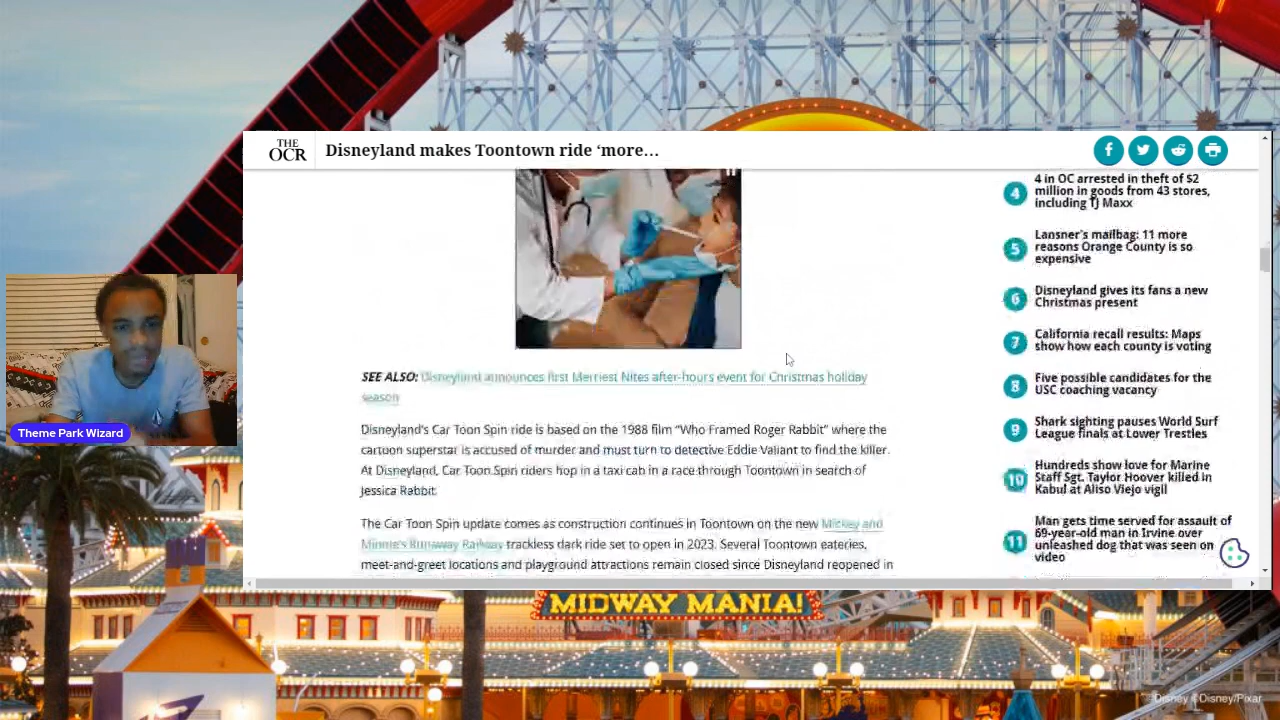 THE
OCR
Disneyland makes Toontown ride ‘more...
SEE ALSO: Disneyland announces first Merriest Nites after-hours event for Christmas holiday
season
Disneyland’s Car Toon Spin ride is based on the 1988 film “Who Framed Roger Rabbit” where the
cartoon superstar is accused of murder and must turn to detective Eddie Valiant to find the killer.
At Disneyland, Car Toon Spin riders hop in a taxi cab in a race through Toontown in search of
Jessica Rabbit.
The Car Toon Spin update comes as construction continues in Toontown on the new Mickey and
Minnie’s Runaway Railway trackless dark ride set to open in 2023. Several Toontown eateries,
meet-and-greet locations and playground attractions remain closed since Disneyland reopened in
4
4 in OC arrested in theft of $2
million in goods from 43 stores,
including TJ Maxx
5
Lansner’s mailbag: 11 more
reasons Orange County is so
expensive
6
Disneyland gives its fans a new
Christmas present
7
California recall results: Maps
show how each county is voting
8
Five possible candidates for the
USC coaching vacancy
9
Shark sighting pauses World Surf
League finals at Lower Trestles
10
Hundreds show love for Marine
Staff Sgt. Taylor Hoover killed in
Kabul at Aliso Viejo vigil
11
Man gets time served for assault of
69-year-old man in Irvine over
unleashed dog that was seen on
video
Theme Park Wizard
MIDWAY MANIA!
©Disney ©Disney/Pixar